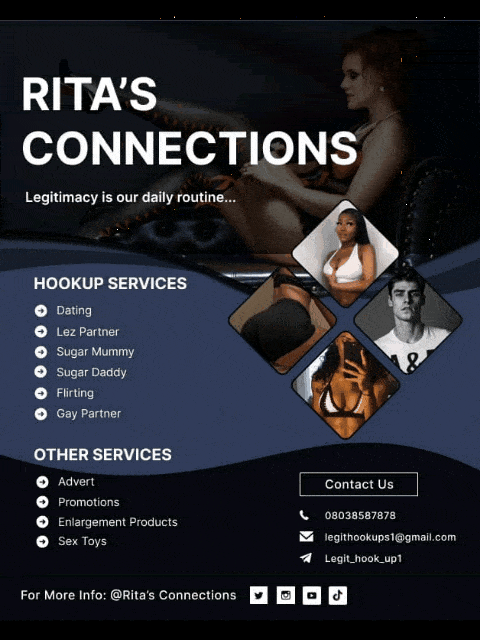 RITA'S
CONNECTIONS
Legitimacy is our daily routine...
HOOKUP SERVICES
Dating
Lez Partner
Sugar Mummy
Sugar Daddy
Flirting
Gay Partner
OTHER SERVICES
Advert
Promotions
Enlargement Products
Sex Toys
Contact Us
08038587878
legithookups1@gmail.com
Legit_hook_up1
For More Info: @Rita's Connections
A & A